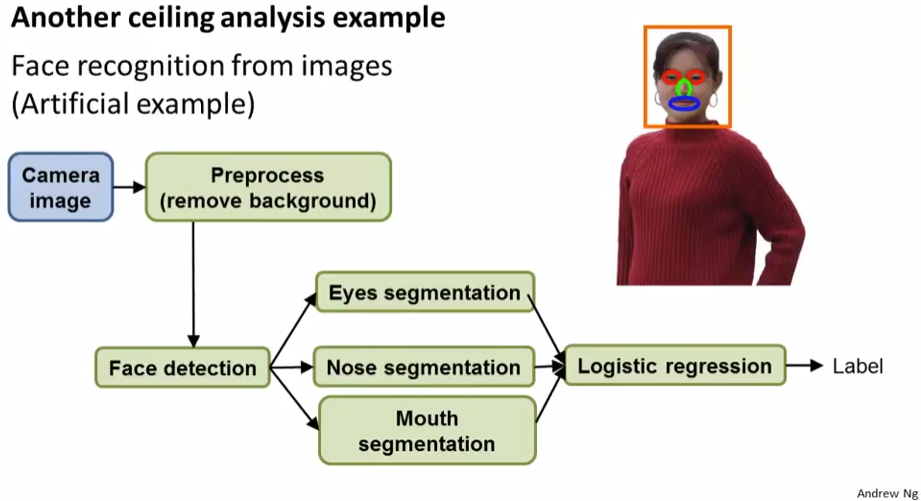 Another ceiling analysis example
Face recognition from images
(Artificial example)
Camera
image
Preprocess
(remove background)
Eyes segmentation
Face detection
Nose segmentation
Logistic regression
Label
Mouth
segmentation
Andrew Ng